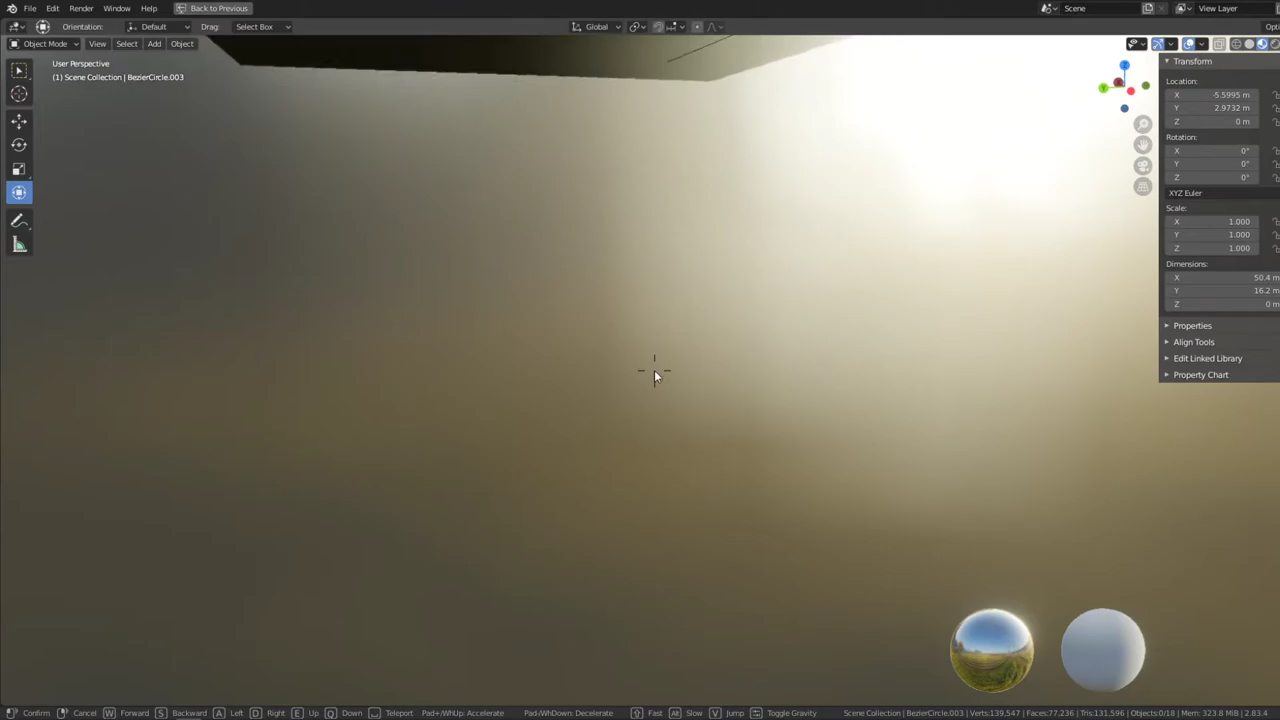 File Edit Render Window Help Back to Previous Scene View Layer
Orientation: Default Drag: Select Box Global Opti
Object Mode View Select Add Object
User Perspective
(1) Scene Collection | BezierCircle.003
Z
Y
Transform
Location:
X -5.5995 m
Y 2.9732 m
Z 0 m
Rotation:
X 0°
Y 0°
Z 0°
XYZ Euler
Scale:
X 1.000
Y 1.000
Z 1.000
Dimensions:
X 50.4 m
Y 16.2 m
Z 0 m
Properties
Align Tools
Edit Linked Library
Property Chart
Confirm Cancel W Forward S Backward A Left D Right E Up Q Down Teleport Pad+/WhUp: Accelerate Pad-/WhDown: Decelerate Fast Alt Slow V Jump Toggle Gravity Scene Collection | BezierCircle.003 | Verts:139,547 | Faces:77,236 | Tris:131,596 | Objects:0/18 | Mem: 323.8 MiB | 2.83.4